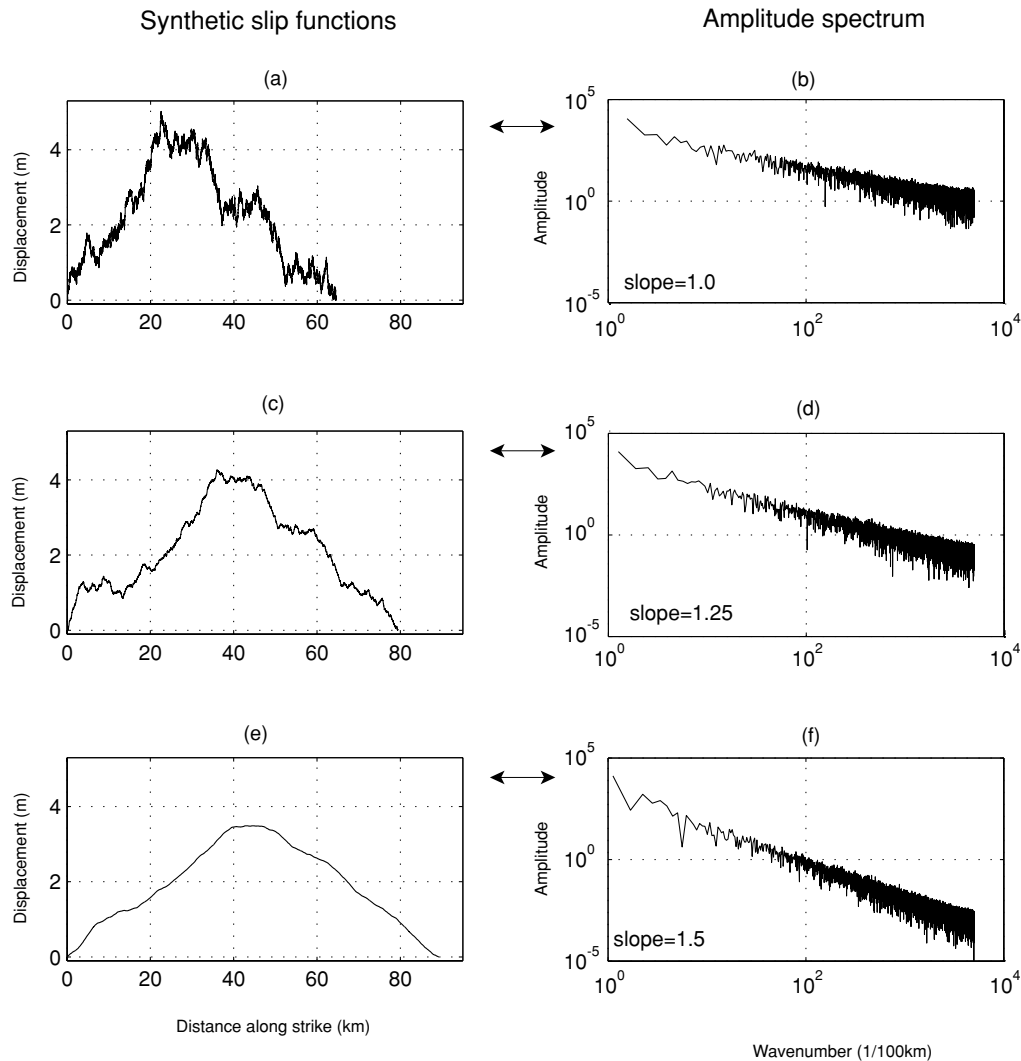 Synthetic slip functions
Amplitude spectrum
(a)
Displacement (m)
4
2
0
0 20 40 60 80
(b)
Amplitude
10^5
10^0
10^-5
slope=1.0
10^0 10^2 10^4
(c)
Displacement (m)
4
2
0
0 20 40 60 80
(d)
Amplitude
10^5
10^0
10^-5
slope=1.25
10^0 10^2 10^4
(e)
Displacement (m)
4
2
0
0 20 40 60 80
Distance along strike (km)
(f)
Amplitude
10^5
10^0
10^-5
slope=1.5
10^0 10^2 10^4
Wavenumber (1/100km)